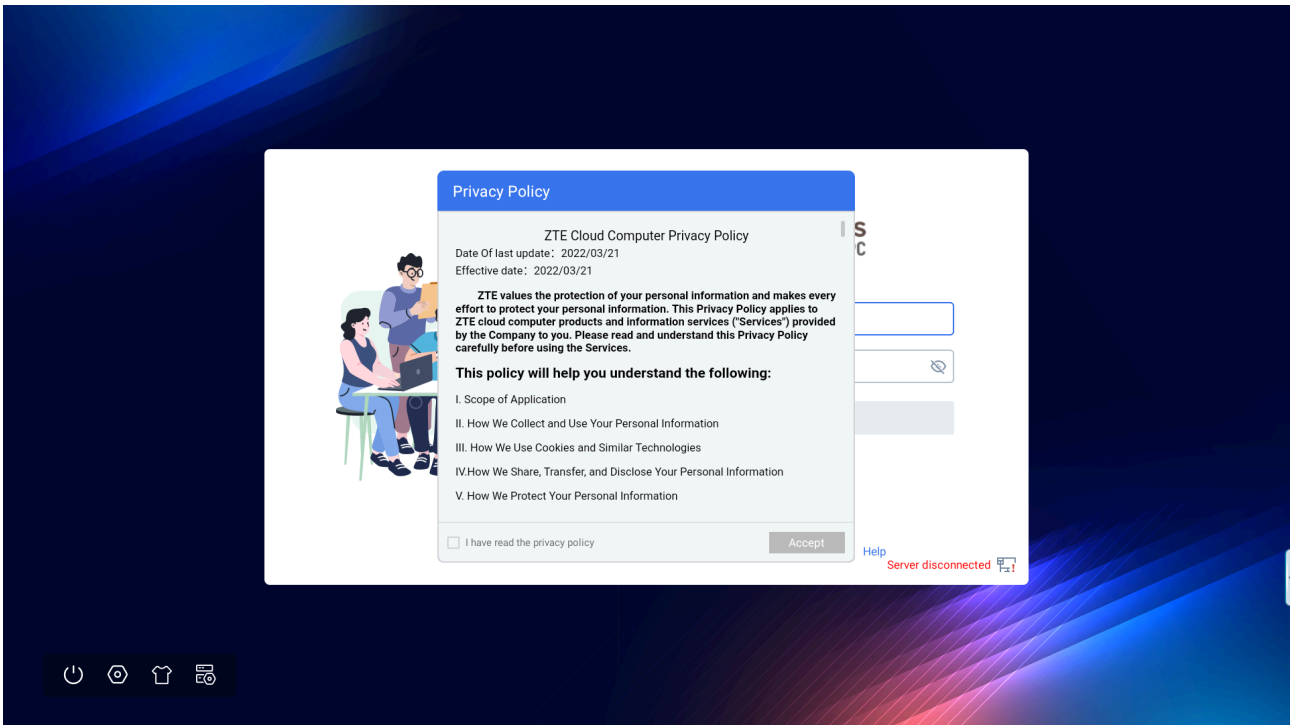 Privacy Policy
ZTE Cloud Computer Privacy Policy
Date Of last update： 2022/03/21
Effective date： 2022/03/21
ZTE values the protection of your personal information and makes every
effort to protect your personal information. This Privacy Policy applies to
ZTE cloud computer products and information services ("Services") provided
by the Company to you. Please read and understand this Privacy Policy
carefully before using the Services.
This policy will help you understand the following:
I. Scope of Application
II. How We Collect and Use Your Personal Information
III. How We Use Cookies and Similar Technologies
IV.How We Share, Transfer, and Disclose Your Personal Information
V. How We Protect Your Personal Information
I have read the privacy policy
Accept
s
PC
Help
Server disconnected